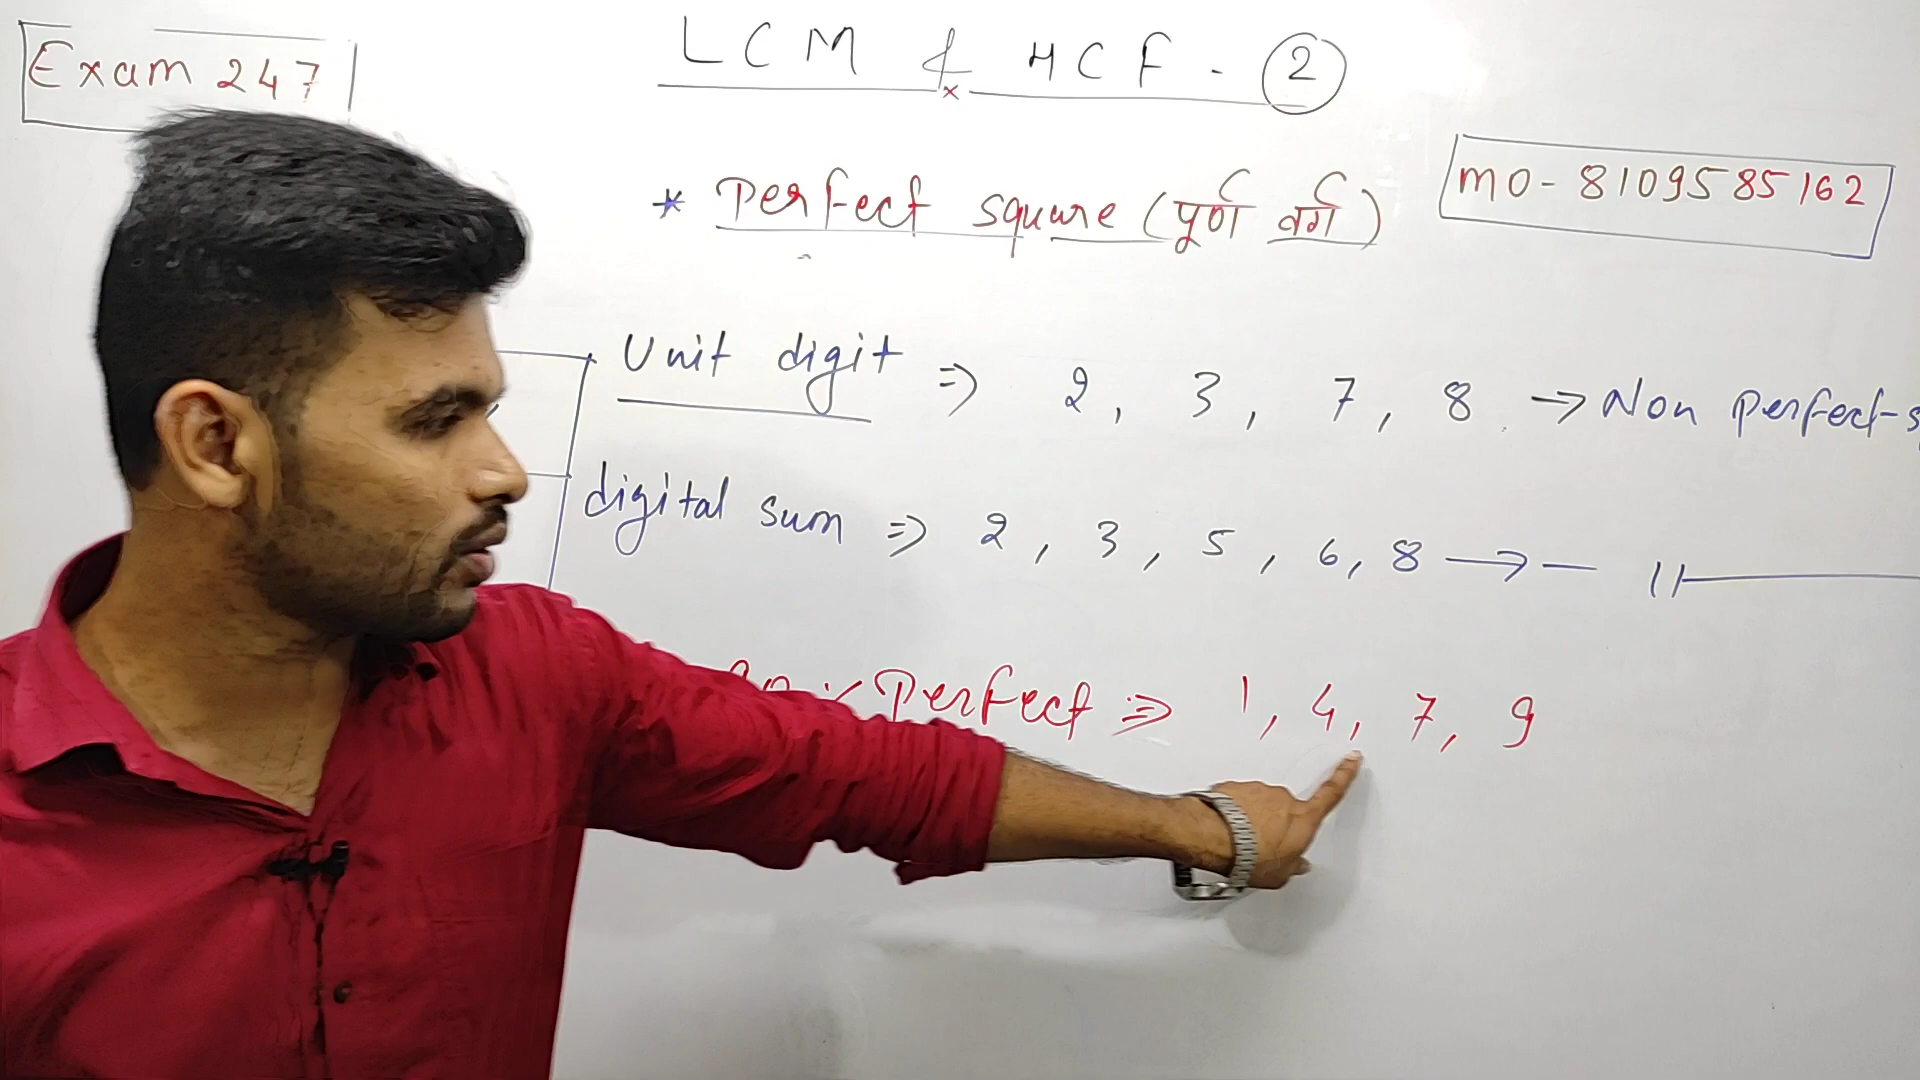 Exam 247
LCM & HCF - 2
* Perfect square (पूर्ण वर्ग)
MO- 8109585162
Unit digit => 2, 3, 7, 8 -> Non perfect-
digital sum => 2, 3, 5, 6, 8 -> — 11 —
Perfect => 1, 4, 7, 9